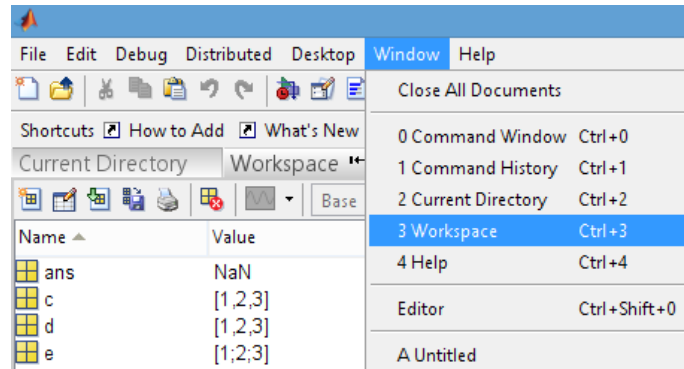 File Edit Debug Distributed Desktop Window Help
Shortcuts How to Add What's New
Current Directory Workspace
Base
Name Value
ans NaN
c [1,2,3]
d [1,2,3]
e [1;2;3]
Close All Documents
0 Command Window Ctrl+0
1 Command History Ctrl+1
2 Current Directory Ctrl+2
3 Workspace Ctrl+3
4 Help Ctrl+4
Editor Ctrl+Shift+0
A Untitled